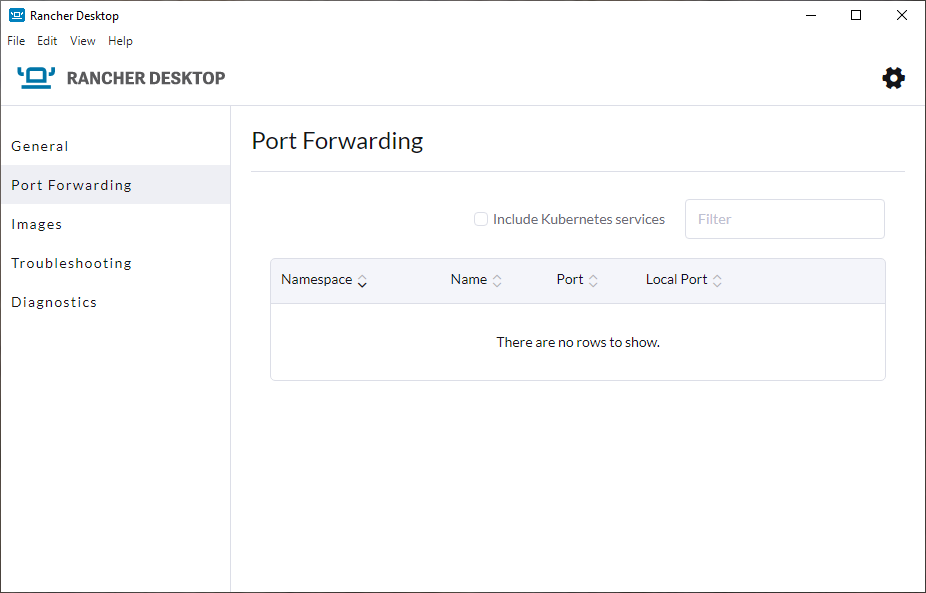 Rancher Desktop
File Edit View Help
RANCHER DESKTOP
General
Port Forwarding
Images
Troubleshooting
Diagnostics
Port Forwarding
Include Kubernetes services
Filter
Namespace Name Port Local Port
There are no rows to show.